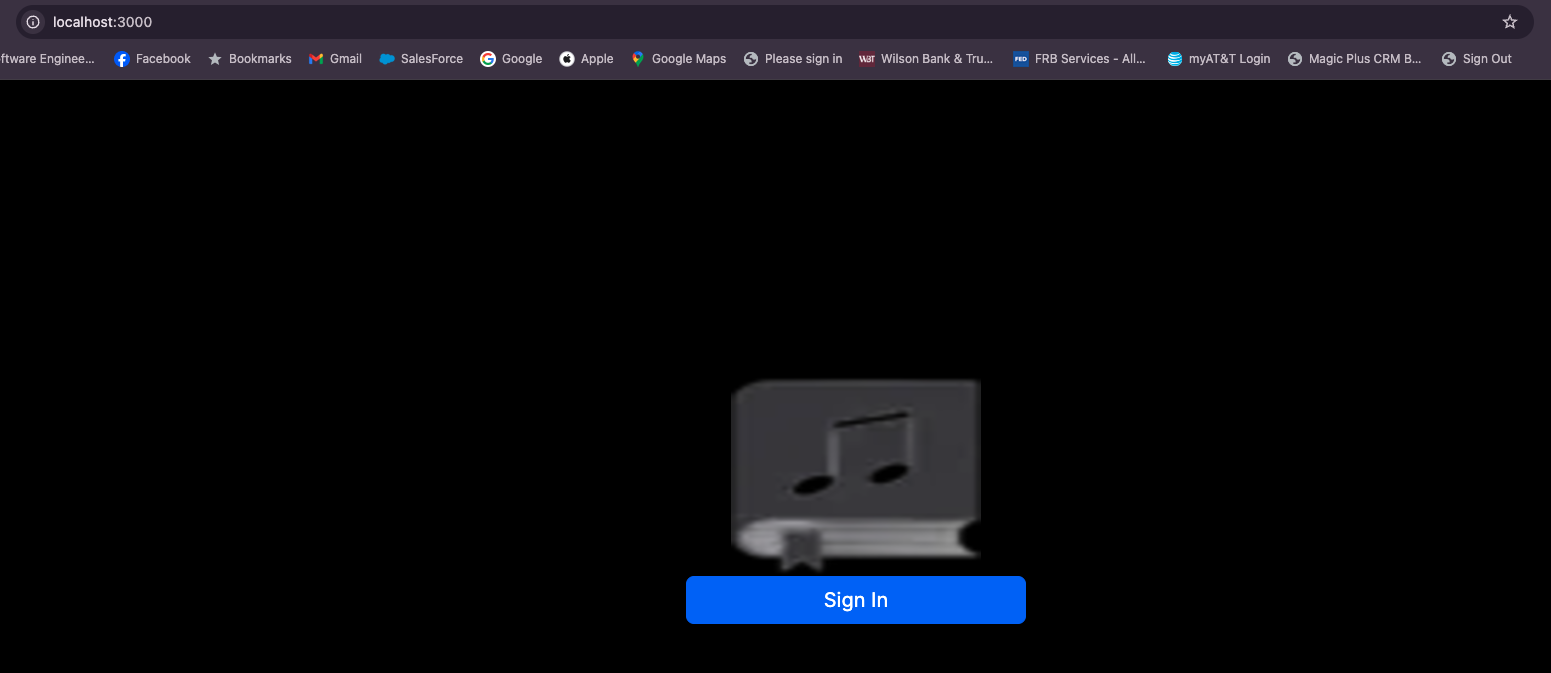 localhost:3000
ftware Enginee... Facebook Bookmarks Gmail SalesForce Google Apple Google Maps Please sign in W&T Wilson Bank & Tru... FED FRB Services - All... myAT&T Login Magic Plus CRM B... Sign Out
Sign In